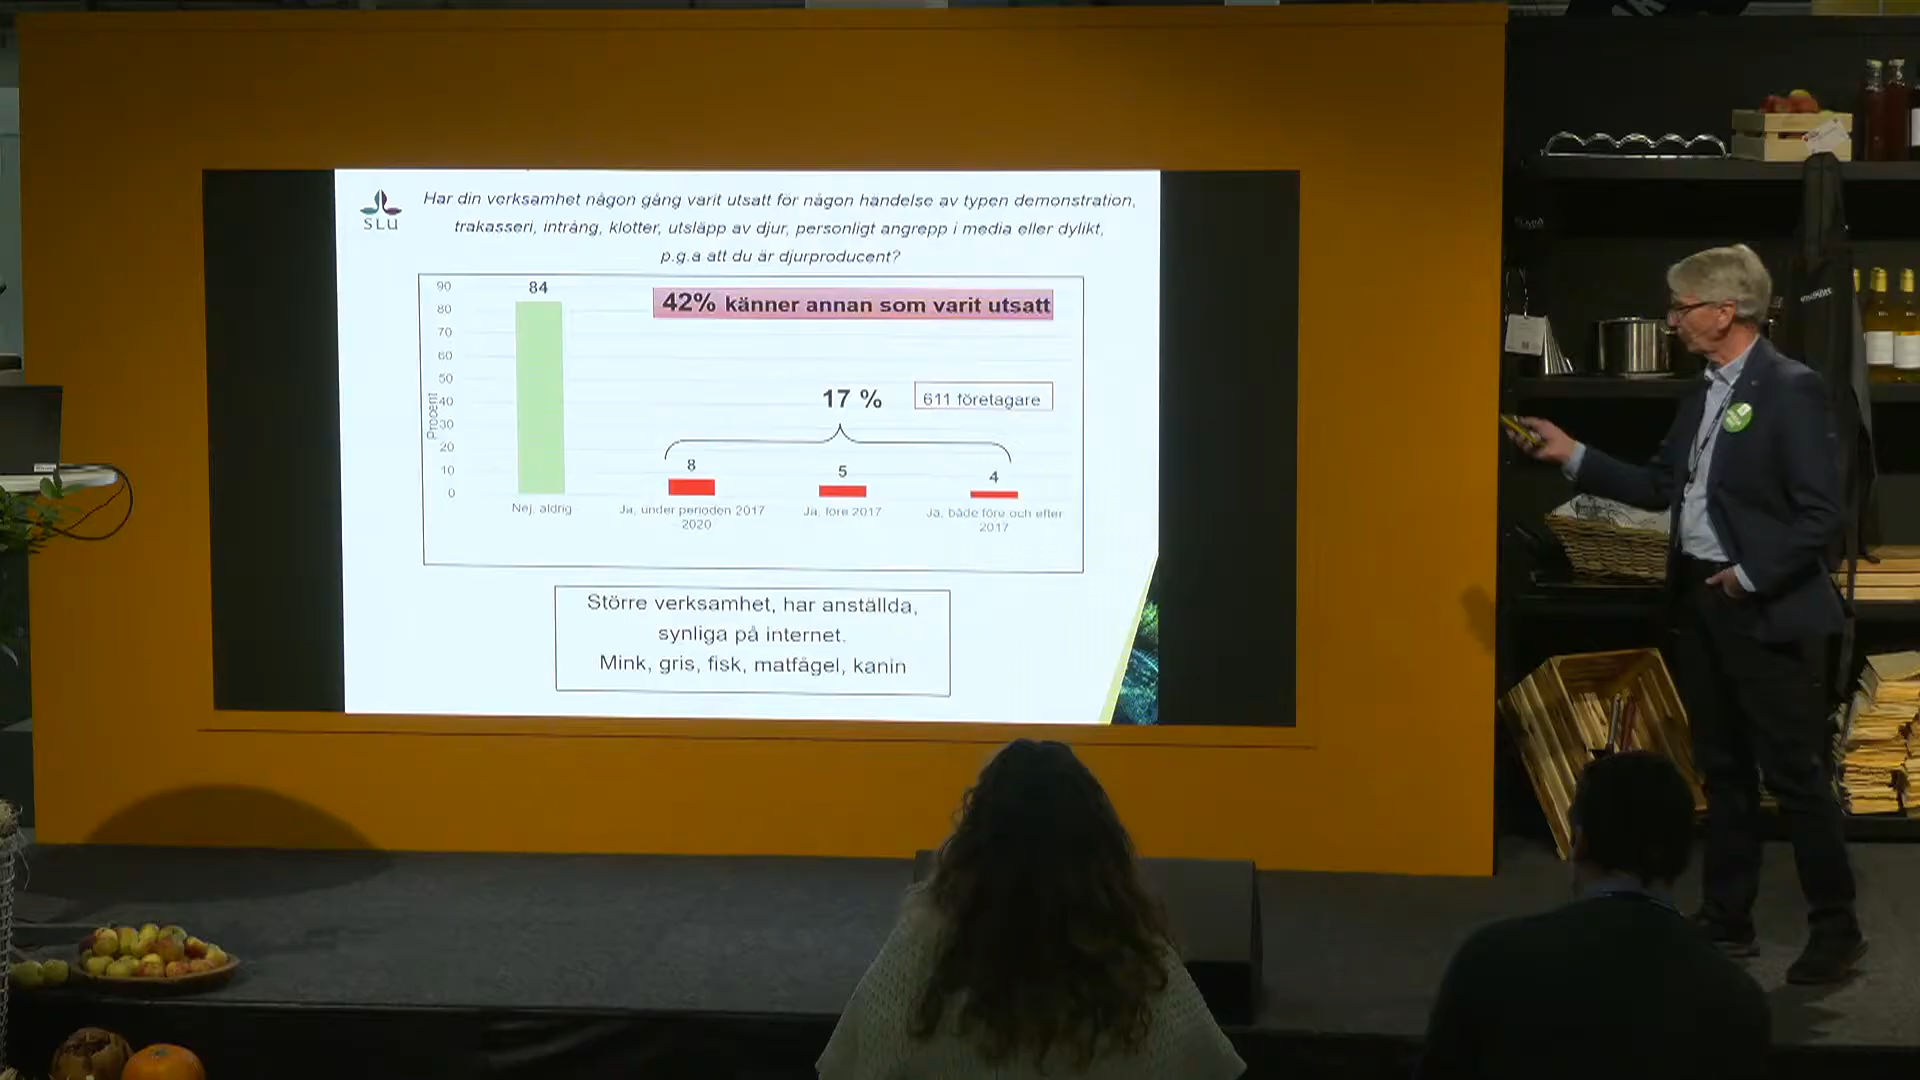 SLU
Har din verksamhet någon gång varit utsatt för någon händelse av typen demonstration,
trakasseri, intrång, klotter, utsläpp av djur, personligt angrepp i media eller dylikt,
p.g.a att du är djurproducent?
42% känner annan som varit utsatt
17 %
611 företagare
Procent
90
80
70
60
50
40
30
20
10
0
84
8
5
4
Nej, aldrig
Ja, under perioden 2017
- 2020
Ja, före 2017
Ja, både före och efter
2017
Större verksamhet, har anställda,
synliga på internet.
Mink, gris, fisk, matfågel, kanin